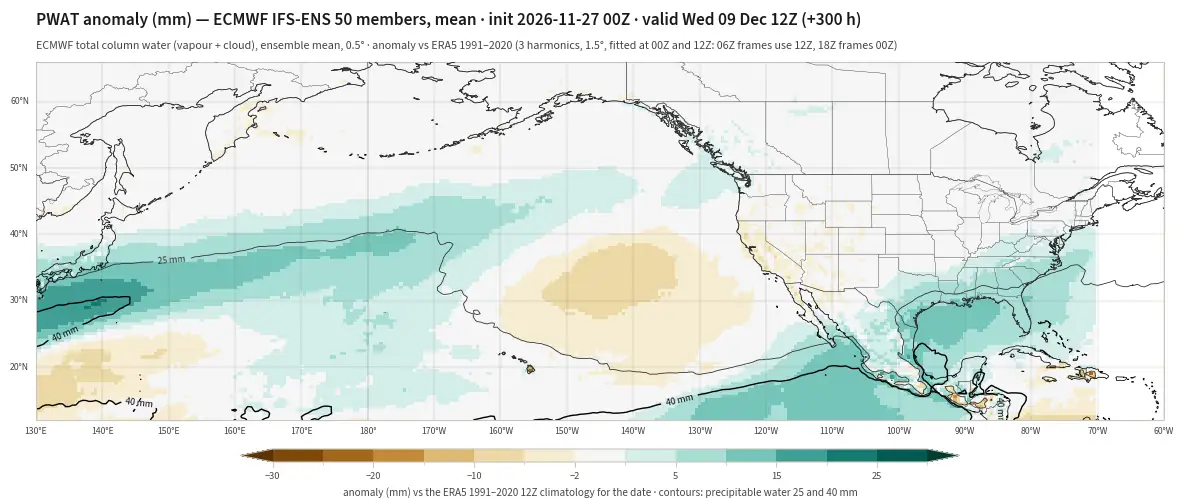 PWAT anomaly (mm) — ECMWF IFS-ENS 50 members, mean · init 2026-11-27 00Z · valid Wed 09 Dec 12Z (+300 h)
ECMWF total column water (vapour + cloud), ensemble mean, 0.5° · anomaly vs ERA5 1991–2020 (3 harmonics, 1.5°, fitted at 00Z and 12Z: 06Z frames use 12Z, 18Z frames 00Z)
60°N
50°N
40°N
25 mm
30°N
40 mm
20°N
40 mm
40 mm
40 mm
130°E 140°E 150°E 160°E 170°E 180° 170°W 160°W 150°W 140°W 130°W 120°W 110°W 100°W 90°W 80°W 70°W 60°W
−30 −20 −10 −2 5 15 25
anomaly (mm) vs the ERA5 1991–2020 12Z climatology for the date · contours: precipitable water 25 and 40 mm